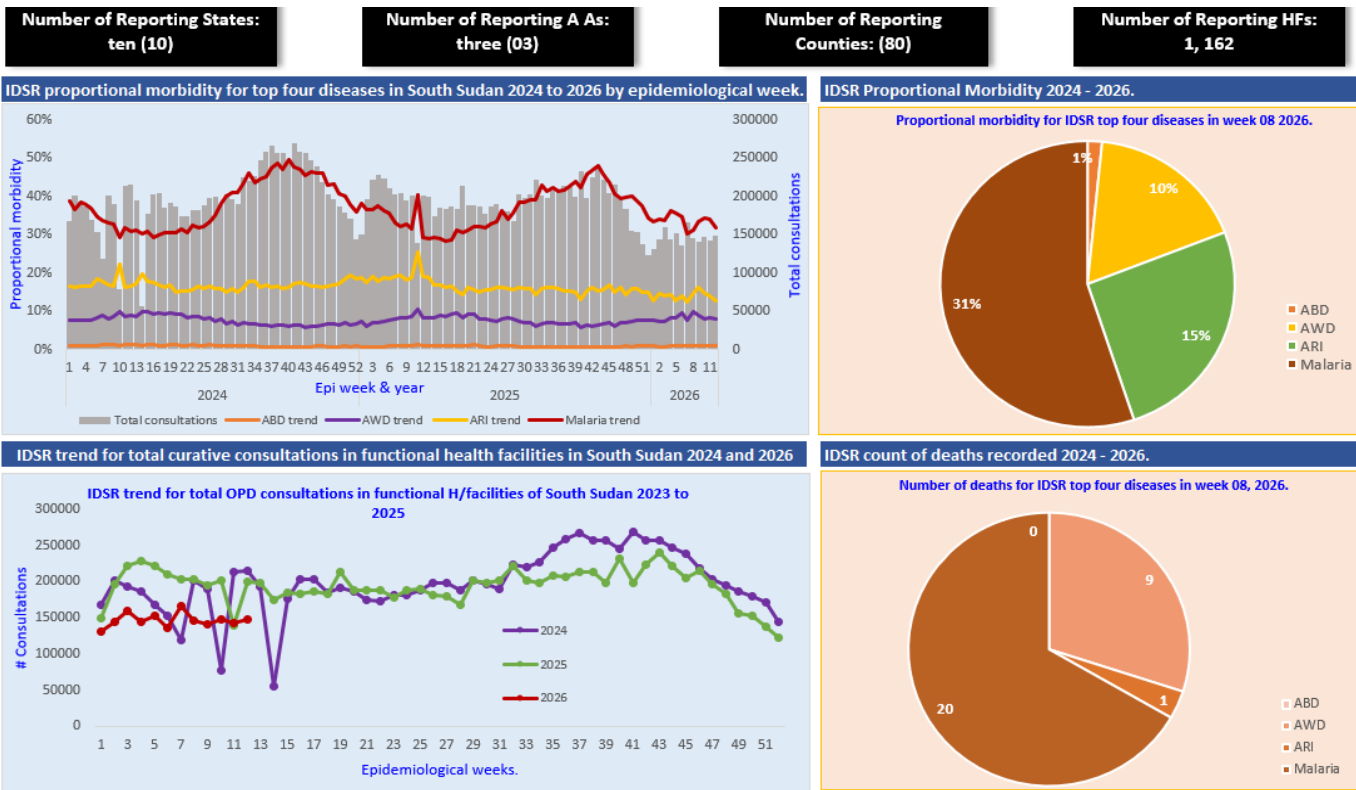 Number of Reporting States:
ten (10)
Number of Reporting A As:
three (03)
Number of Reporting
Counties: (80)
Number of Reporting HFs:
1, 162
IDSR proportional morbidity for top four diseases in South Sudan 2024 to 2026 by epidemiological week.
60%
50%
40%
30%
20%
10%
0%
Proportional morbidity
300000
250000
200000
150000
100000
50000
0
Total consultations
1 4 7 10 13 16 19 22 25 28 31 34 37 40 43 46 49 52 3 6 9 12 15 18 21 24 27 30 33 36 39 42 45 48 51 2 5 8 11
2024 2025 2026
Epi week & year
Total consultations ABD trend AWD trend ARI trend Malaria trend
IDSR Proportional Morbidity 2024 - 2026.
Proportional morbidity for IDSR top four diseases in week 08 2026.
1%
10%
15%
31%
ABD
AWD
ARI
Malaria
IDSR trend for total curative consultations in functional health facilities in South Sudan 2024 and 2026
IDSR trend for total OPD consultations in functional H/facilities of South Sudan 2023 to
2025
300000
250000
200000
150000
100000
50000
0
# Consultations
2024
2025
2026
1 3 5 7 9 11 13 15 17 19 21 23 25 27 29 31 33 35 37 39 41 43 45 47 49 51
Epidemiological weeks.
IDSR count of deaths recorded 2024 - 2026.
Number of deaths for IDSR top four diseases in week 08, 2026.
0
9
1
20
ABD
AWD
ARI
Malaria